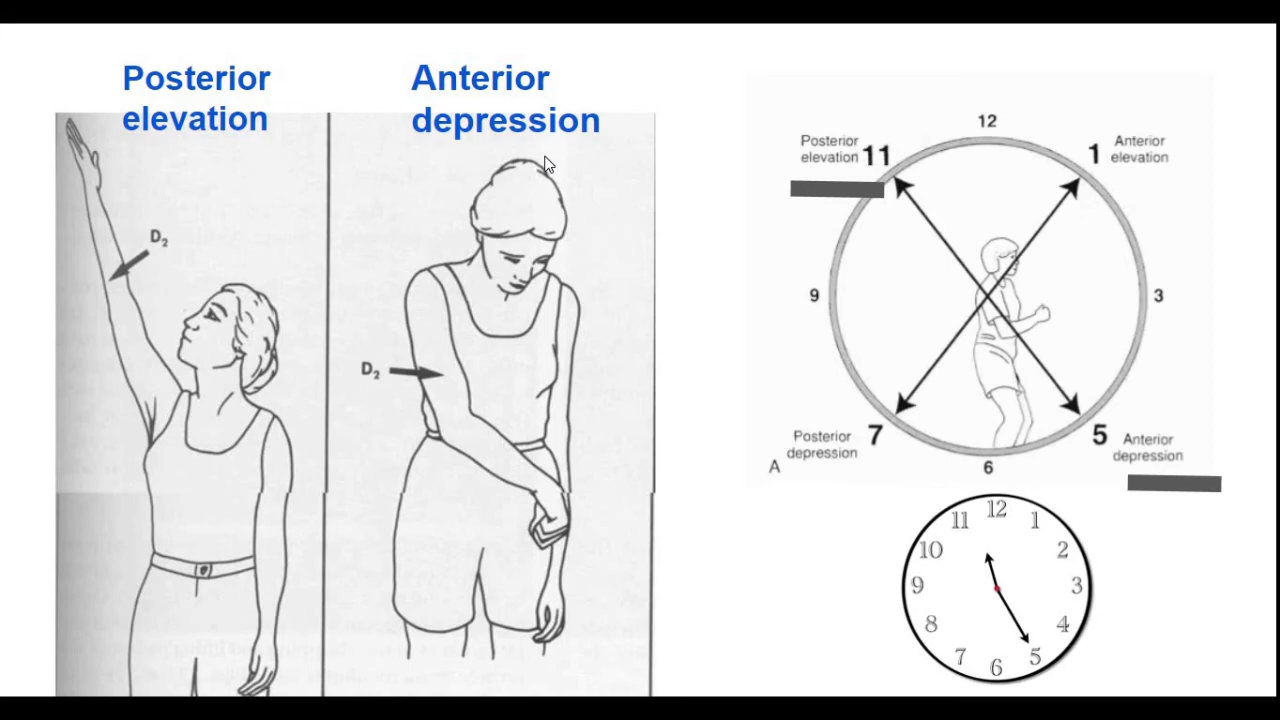 Posterior
elevation
Anterior
depression
D₂
D₂
12
Posterior
elevation 11
1 Anterior
elevation
9
3
Posterior
depression 7
5 Anterior
depression
A
6
12
11
1
10
2
9
3
8
4
7
5
6